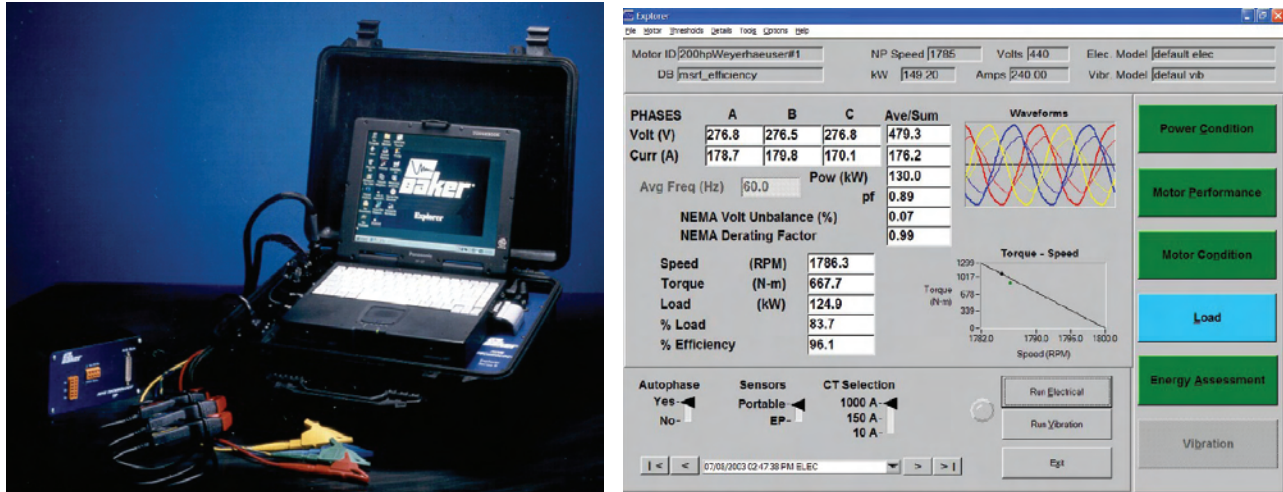 Baker
Explorer
Panasonic
Explorer
File Motor Thresholds Details Tools Options Help
Motor ID 200hpWeyerhaeuser#1 NP Speed 1785 Volts 440 Elec. Model default elec
DB msrf_efficiency kW 149.20 Amps 240.00 Vibr. Model defaul vib
PHASES A B C Ave/Sum
Volt (V) 276.8 276.5 276.8 479.3
Curr (A) 178.7 179.8 170.1 176.2
Avg Freq (Hz) 60.0 Pow (kW) 130.0
pf 0.89
NEMA Volt Unbalance (%) 0.07
NEMA Derating Factor 0.99
Speed (RPM) 1786.3
Torque (N-m) 667.7
Load (kW) 124.9
% Load 83.7
% Efficiency 96.1
Waveforms
Torque - Speed
1299
1017
Torque 678
(N-m) 339
0
1782.0 1790.0 1795.0 1800.0
Speed (RPM)
Power Condition
Motor Performance
Motor Condition
Load
Energy Assessment
Vibration
Autophase Sensors CT Selection
Yes Portable 1000 A
No EP 150 A
10 A
Run Electrical
Run Vibration
Exit
|< < 07/08/2003 02:47:38 PM ELEC > >|